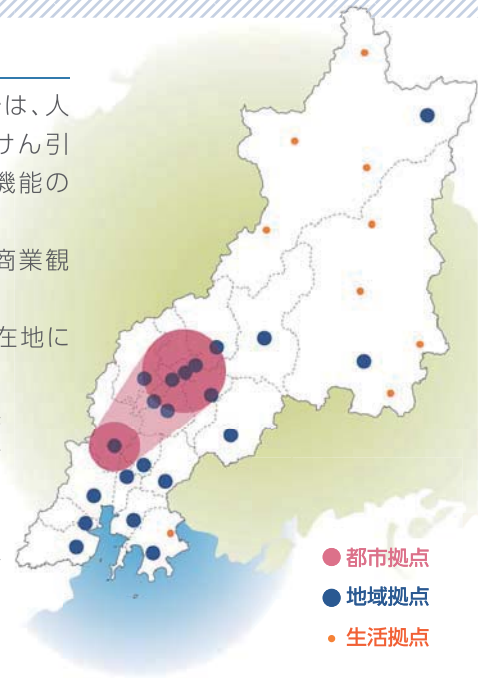 は、人
けん引
機能の
商業観
在地に
都市拠点
地域拠点
生活拠点